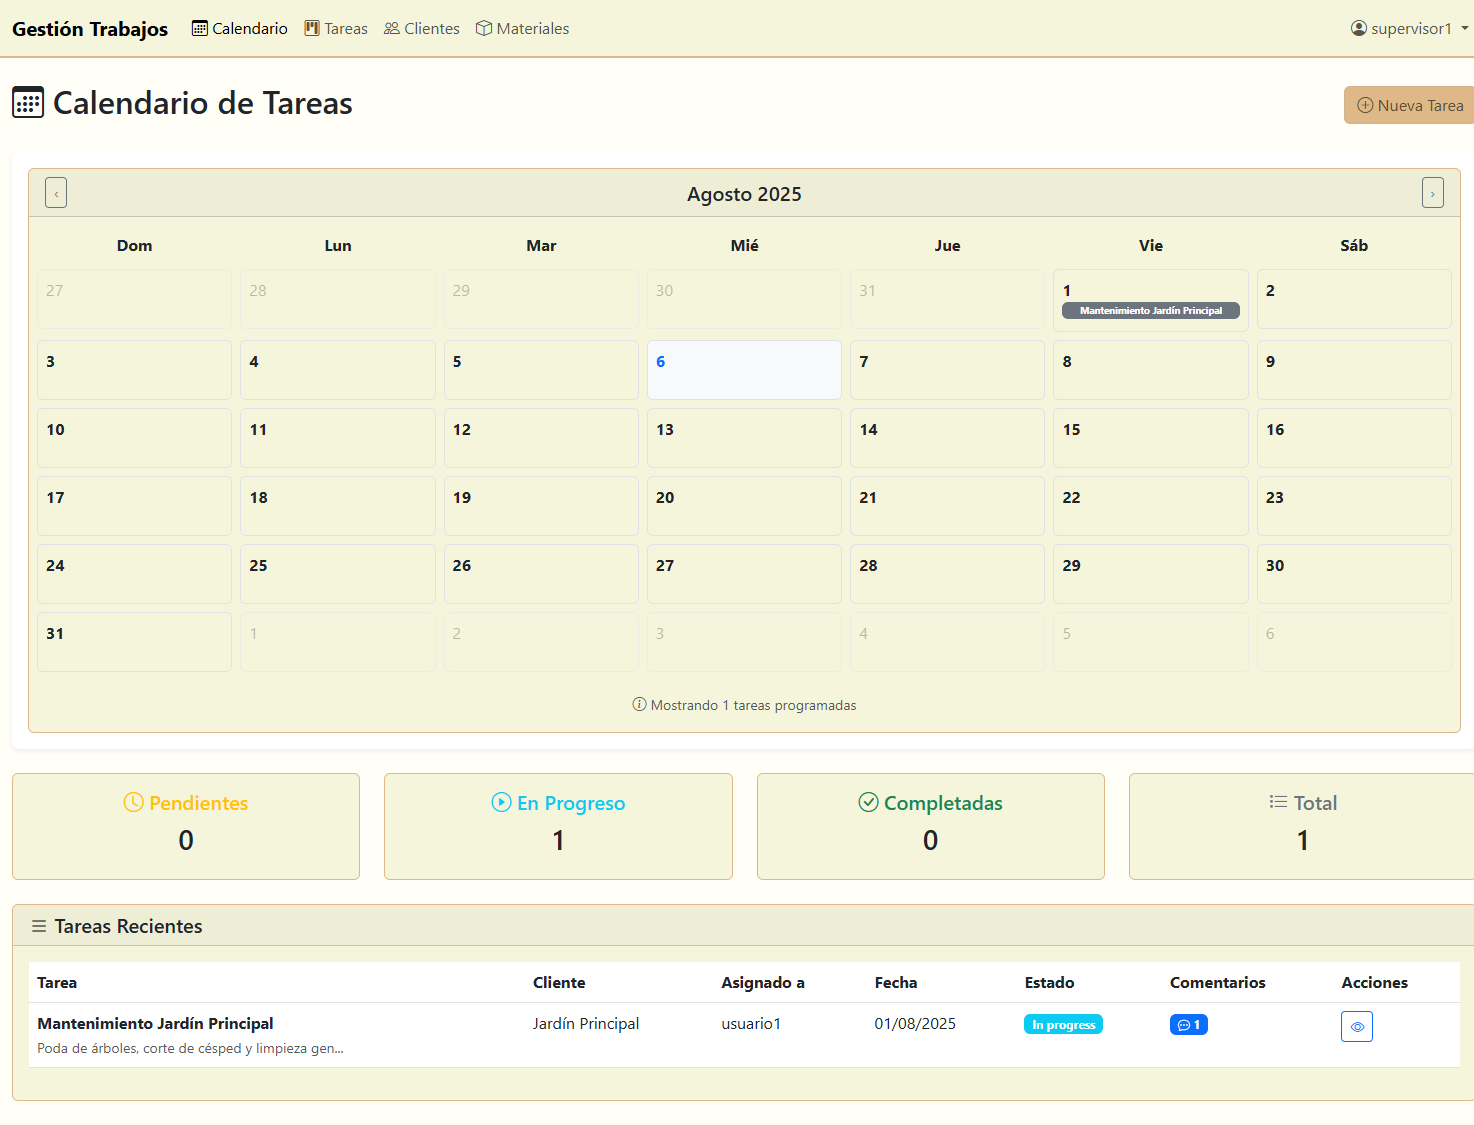 Gestión Trabajos Calendario Tareas Clientes Materiales supervisor1
Calendario de Tareas
Nueva Tarea
‹ Agosto 2025 ›
Dom Lun Mar Mié Jue Vie Sáb
27 28 29 30 31 1 2
Mantenimiento Jardín Principal
3 4 5 6 7 8 9
10 11 12 13 14 15 16
17 18 19 20 21 22 23
24 25 26 27 28 29 30
31 1 2 3 4 5 6
Mostrando 1 tareas programadas
Pendientes En Progreso Completadas Total
0 1 0 1
Tareas Recientes
Tarea Cliente Asignado a Fecha Estado Comentarios Acciones
Mantenimiento Jardín Principal Jardín Principal usuario1 01/08/2025 In progress 1
Poda de árboles, corte de césped y limpieza gen...